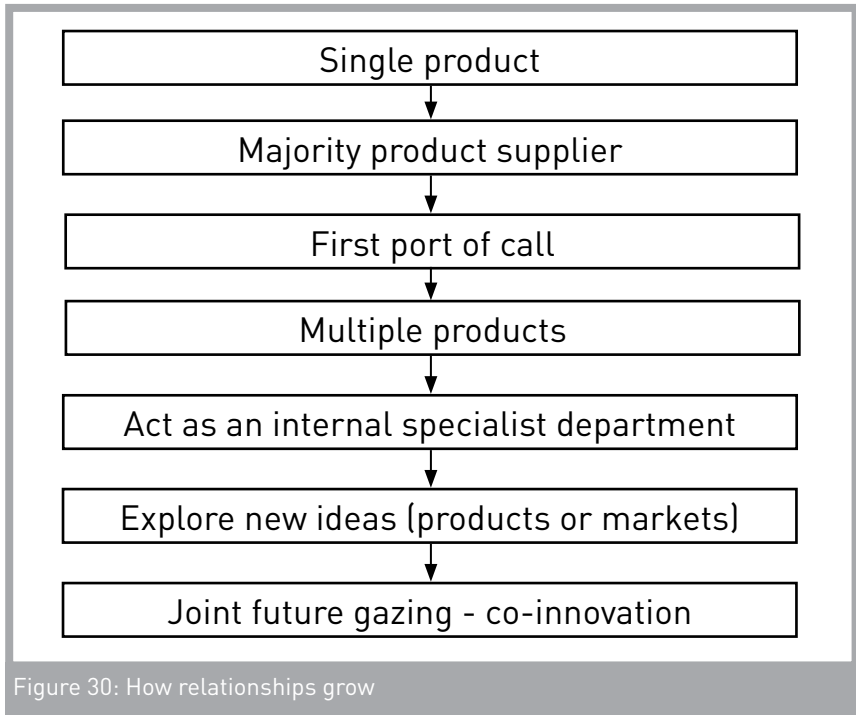 Single product
Majority product supplier
First port of call
Multiple products
Act as an internal specialist department
Explore new ideas (products or markets)
Joint future gazing - co-innovation
Figure 30: How relationships grow